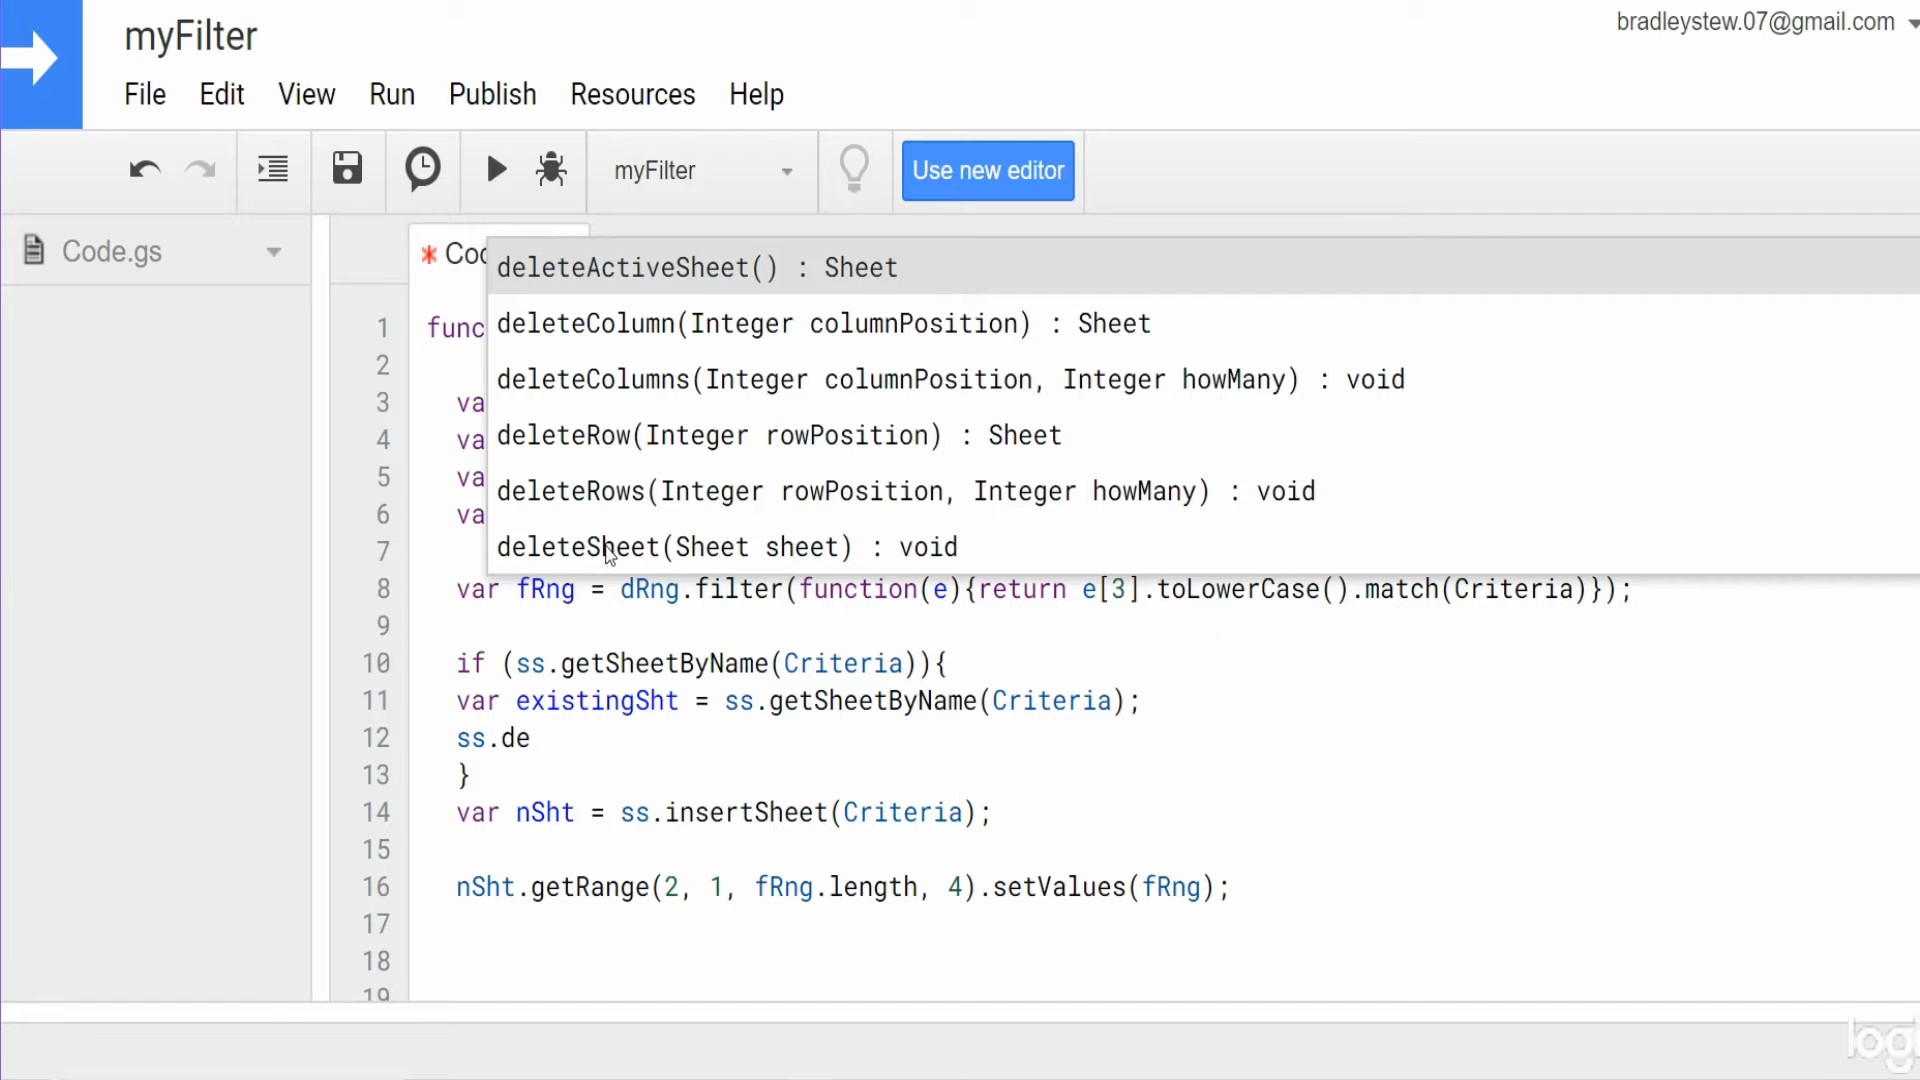 myFilter
bradleystew.07@gmail.com
File Edit View Run Publish Resources Help
myFilter
Use new editor
Code.gs
deleteActiveSheet() : Sheet
1 func
deleteColumn(Integer columnPosition) : Sheet
2
deleteColumns(Integer columnPosition, Integer howMany) : void
3 va
4 va
deleteRow(Integer rowPosition) : Sheet
5 va
deleteRows(Integer rowPosition, Integer howMany) : void
6 va
7
deleteSheet(Sheet sheet) : void
8 var fRng = dRng.filter(function(e){return e[3].toLowerCase().match(Criteria)});
9
10 if (ss.getSheetByName(Criteria)){
11 var existingSht = ss.getSheetByName(Criteria);
12 ss.de
13 }
14 var nSht = ss.insertSheet(Criteria);
15
16 nSht.getRange(2, 1, fRng.length, 4).setValues(fRng);
17
18
19